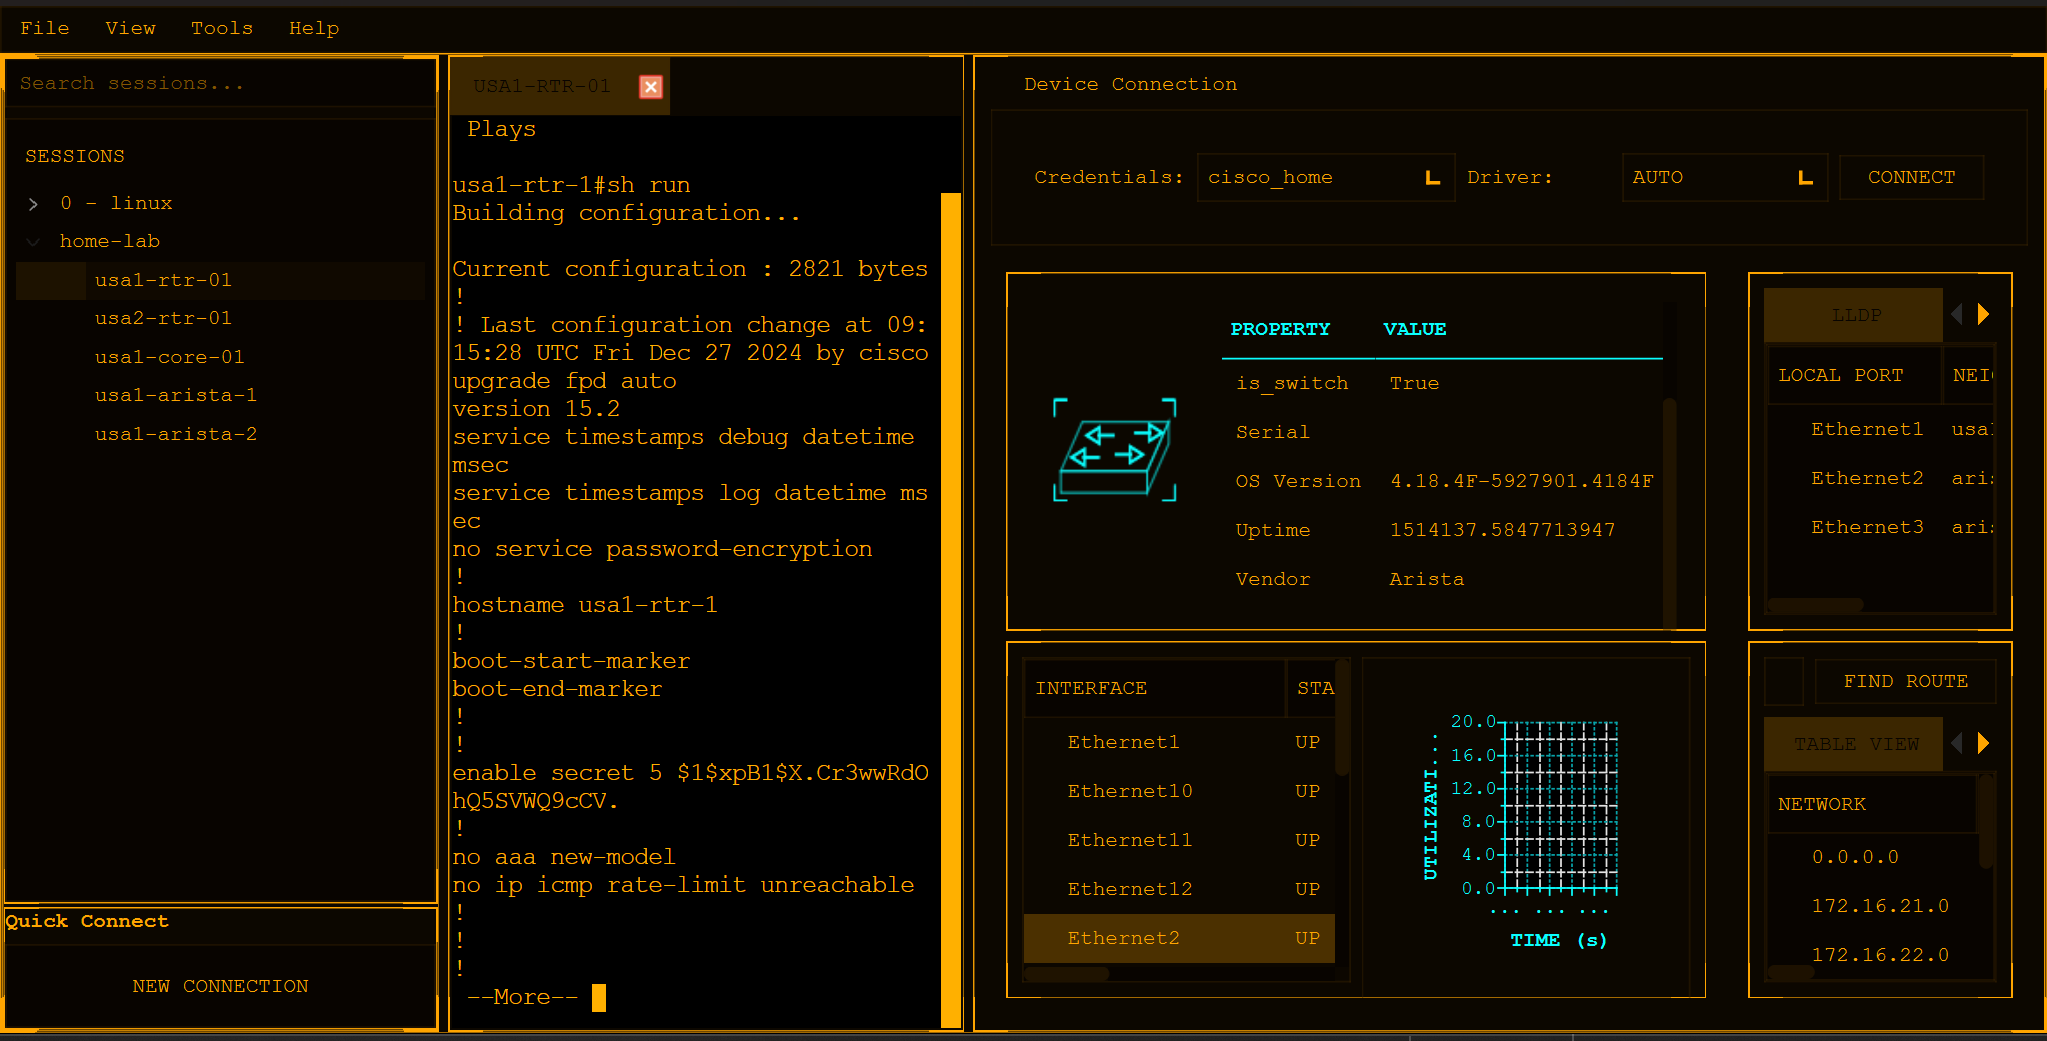 File View Tools Help
Search sessions...
SESSIONS
0 - linux
home-lab
usa1-rtr-01
usa2-rtr-01
usa1-core-01
usa1-arista-1
usa1-arista-2
Quick Connect
NEW CONNECTION
USA1-RTR-01
Plays
usa1-rtr-1#sh run
Building configuration...
Current configuration : 2821 bytes
!
! Last configuration change at 09:
15:28 UTC Fri Dec 27 2024 by cisco
upgrade fpd auto
version 15.2
service timestamps debug datetime
msec
service timestamps log datetime ms
ec
no service password-encryption
!
hostname usa1-rtr-1
!
boot-start-marker
boot-end-marker
!
!
enable secret 5 $1$xpB1$X.Cr3wwRdO
hQ5SVWQ9cCV.
!
no aaa new-model
no ip icmp rate-limit unreachable
!
!
!
--More--
Device Connection
Credentials: cisco_home Driver: AUTO CONNECT
PROPERTY VALUE
is_switch True
Serial
OS Version 4.18.4F-5927901.4184F
Uptime 1514137.5847713947
Vendor Arista
LLDP
LOCAL PORT
Ethernet1
Ethernet2
Ethernet3
INTERFACE STA
Ethernet1 UP
Ethernet10 UP
Ethernet11 UP
Ethernet12 UP
Ethernet2 UP
UTILIZATI...
20.0
16.0
12.0
8.0
4.0
0.0
... ... ...
TIME (s)
FIND ROUTE
TABLE VIEW
NETWORK
0.0.0.0
172.16.21.0
172.16.22.0